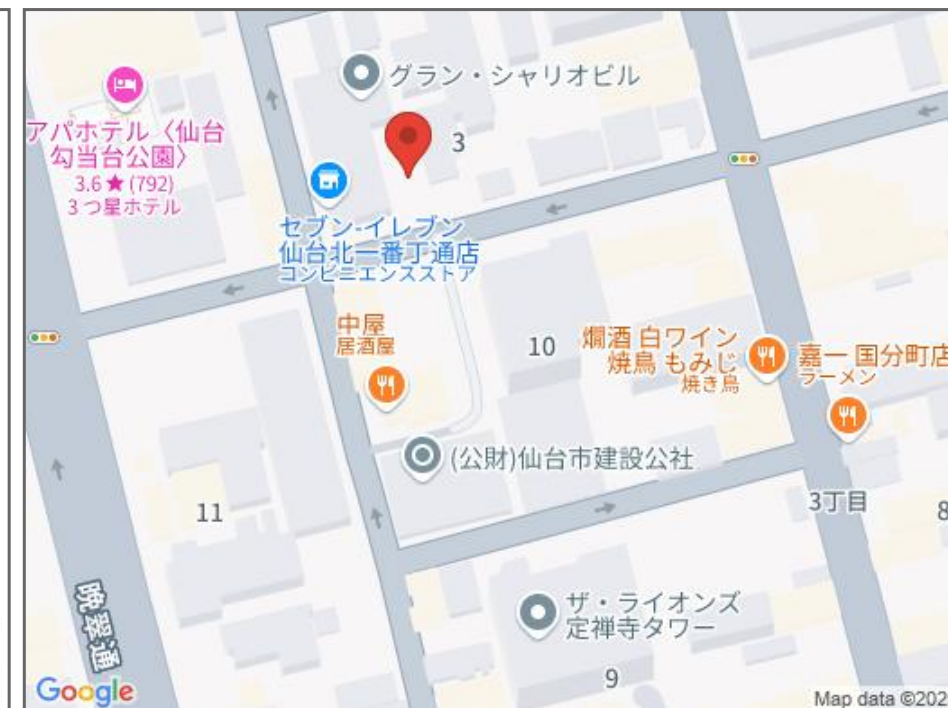 グラン・シャリオビル
アパホテル〈仙台
勾当台公園〉
3.6★(792)
3つ星ホテル
3
セブン-イレブン
仙台北一番丁通店
コンビニエンスストア
中屋
居酒屋
10
燗酒 白ワイン
焼鳥 もみじ
焼き鳥
嘉一 国分町店
ラーメン
(公財)仙台市建設公社
11
3丁目
8
晩翠通
ザ・ライオンズ
定禅寺タワー
9
Google
Map data ©202